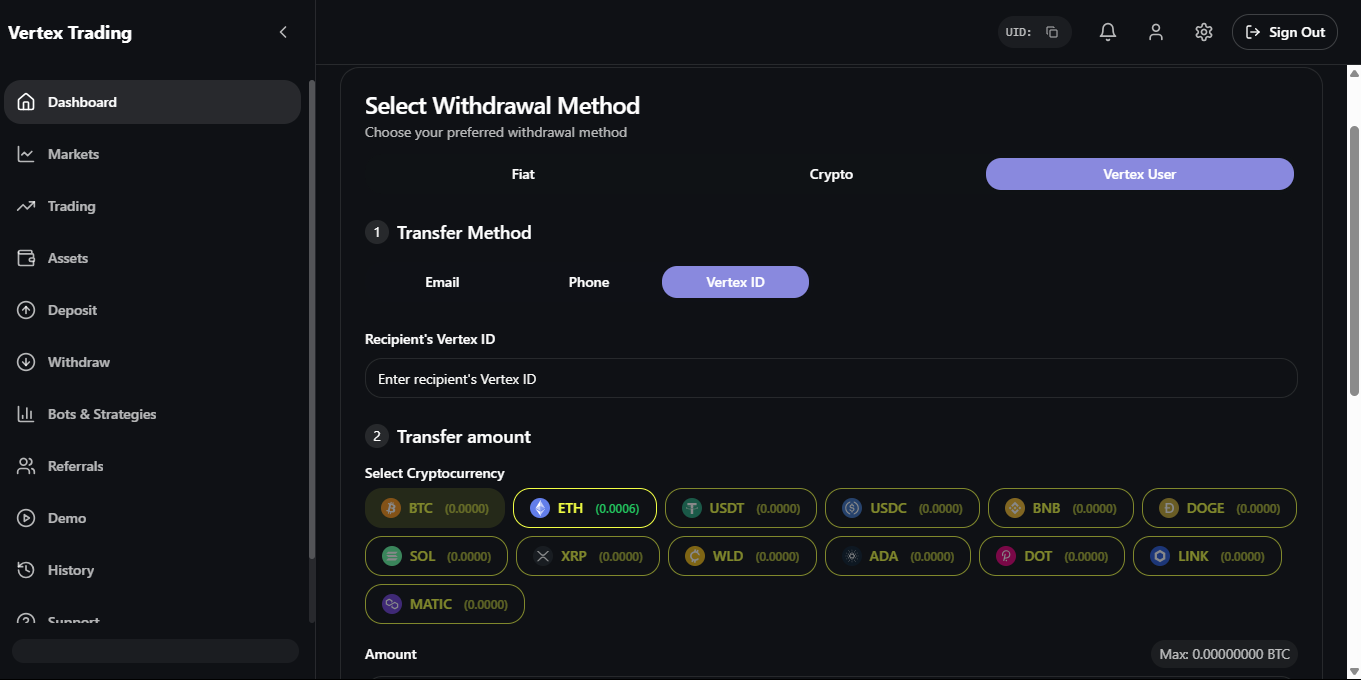 Vertex Trading
UID:
Sign Out
Dashboard
Markets
Trading
Assets
Deposit
Withdraw
Bots & Strategies
Referrals
Demo
History
Support
Select Withdrawal Method
Choose your preferred withdrawal method
Fiat Crypto Vertex User
1 Transfer Method
Email Phone Vertex ID
Recipient's Vertex ID
Enter recipient's Vertex ID
2 Transfer amount
Select Cryptocurrency
BTC (0.0000) ETH (0.0006) USDT (0.0000) USDC (0.0000) BNB (0.0000) DOGE (0.0000)
SOL (0.0000) XRP (0.0000) WLD (0.0000) ADA (0.0000) DOT (0.0000) LINK (0.0000)
MATIC (0.0000)
Amount Max: 0.00000000 BTC